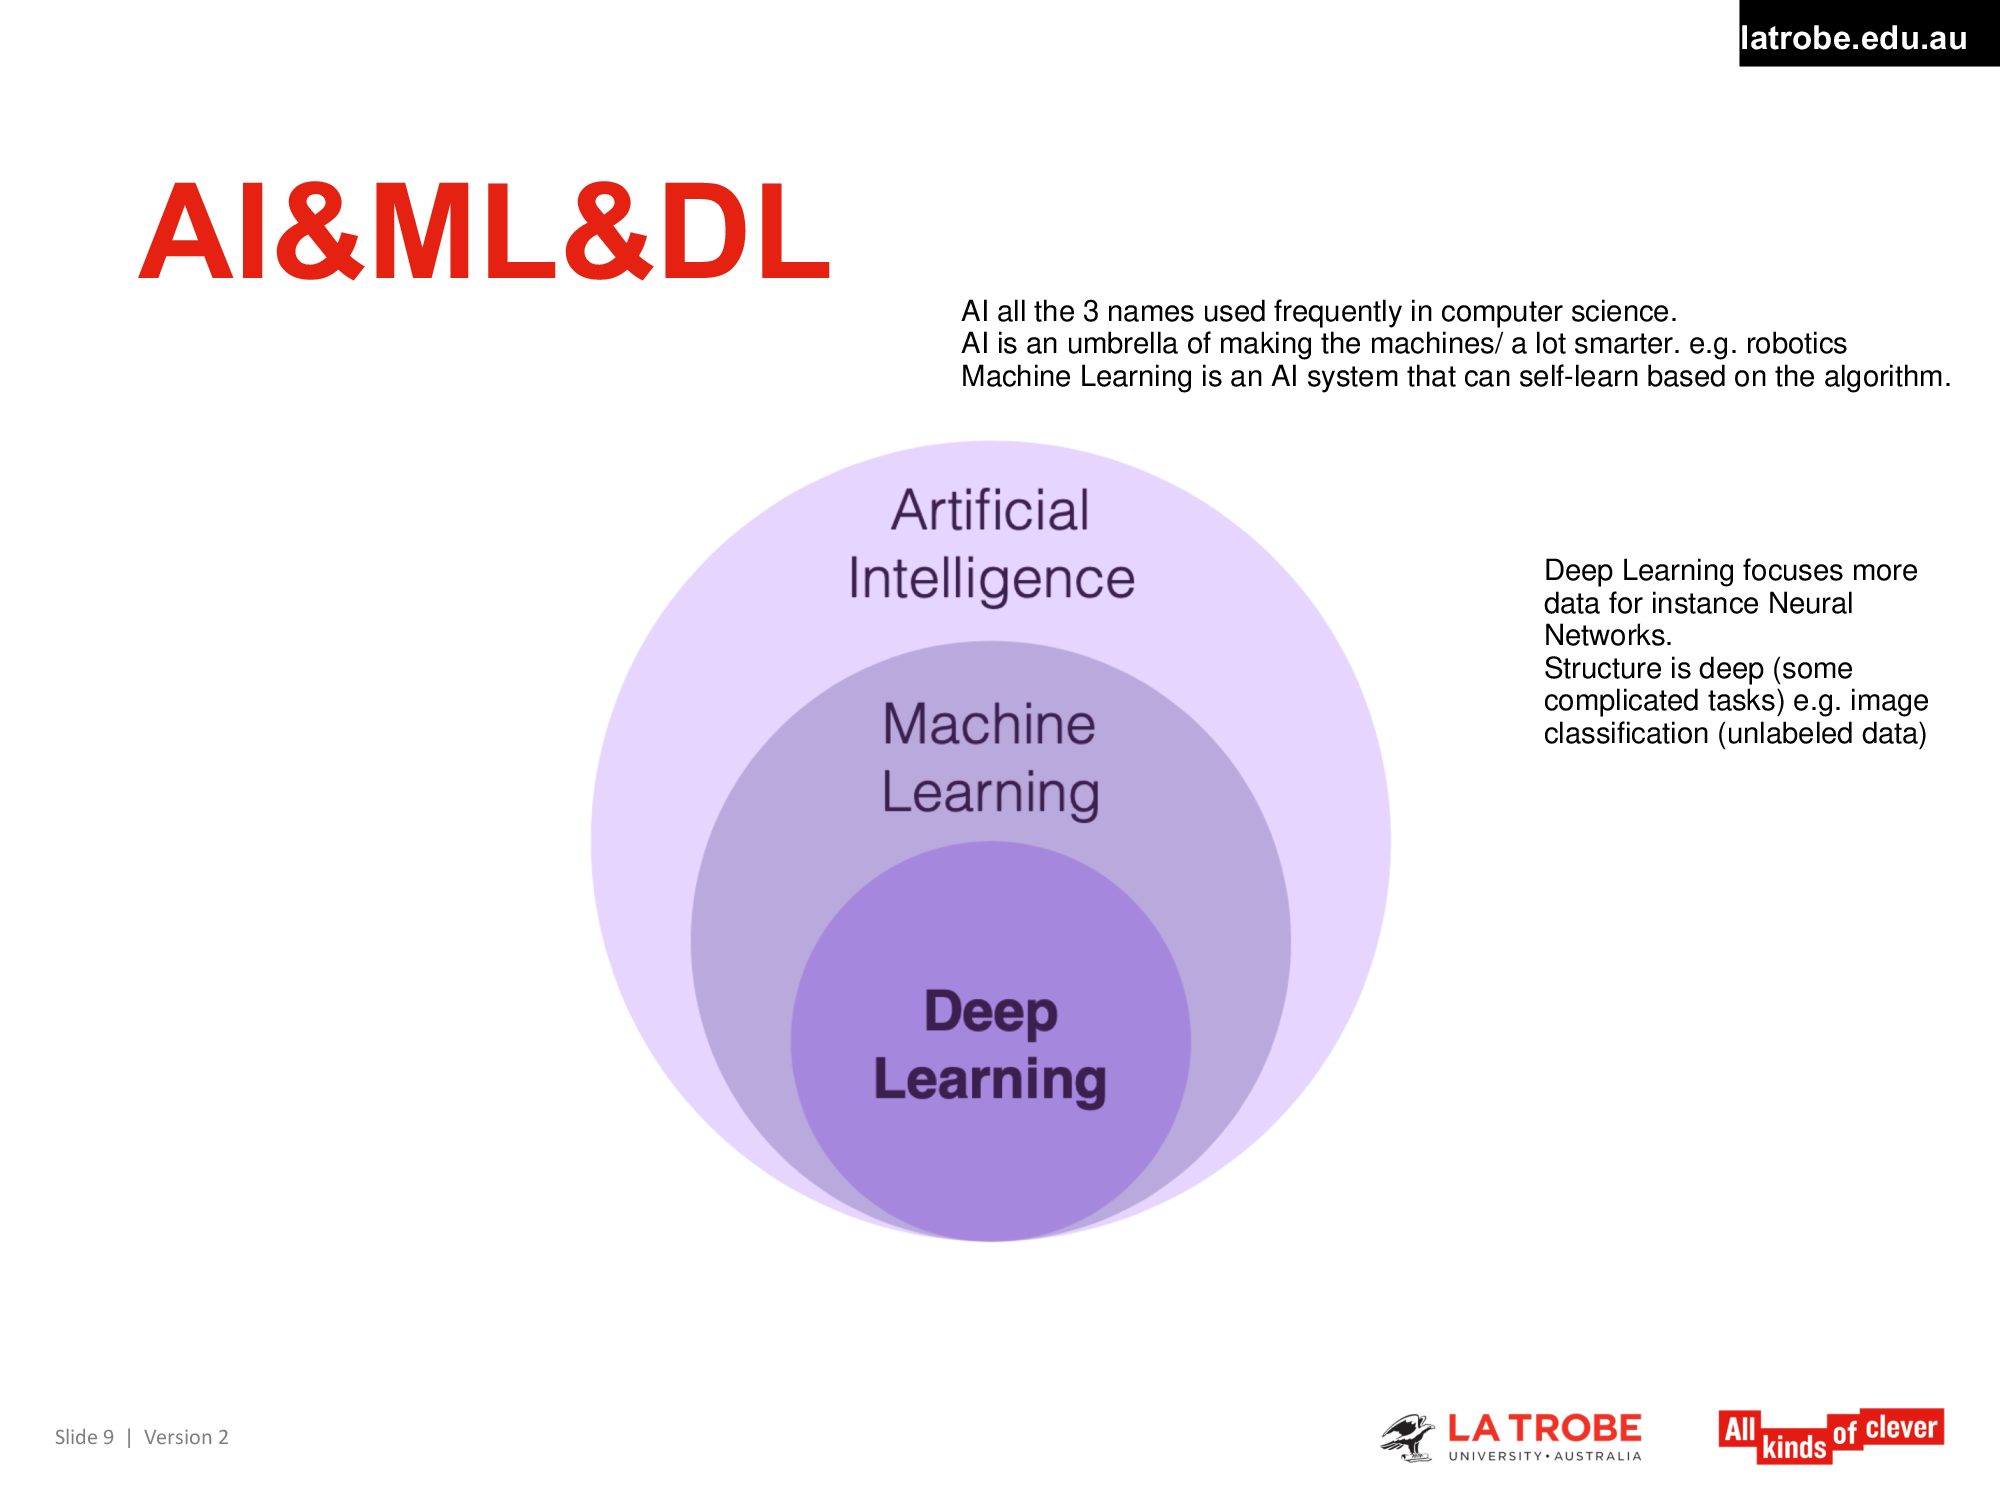 latrobe.edu.au
AI&ML&DL
AI all the 3 names used frequently in computer science.
AI is an umbrella of making the machines/ a lot smarter. e.g. robotics
Machine Learning is an AI system that can self-learn based on the algorithm.
Artificial
Intelligence
Machine
Learning
Deep
Learning
Deep Learning focuses more
data for instance Neural
Networks.
Structure is deep (some
complicated tasks) e.g. image
classification (unlabeled data)
Slide 9 | Version 2
LA TROBE
UNIVERSITY • AUSTRALIA
All kinds of clever